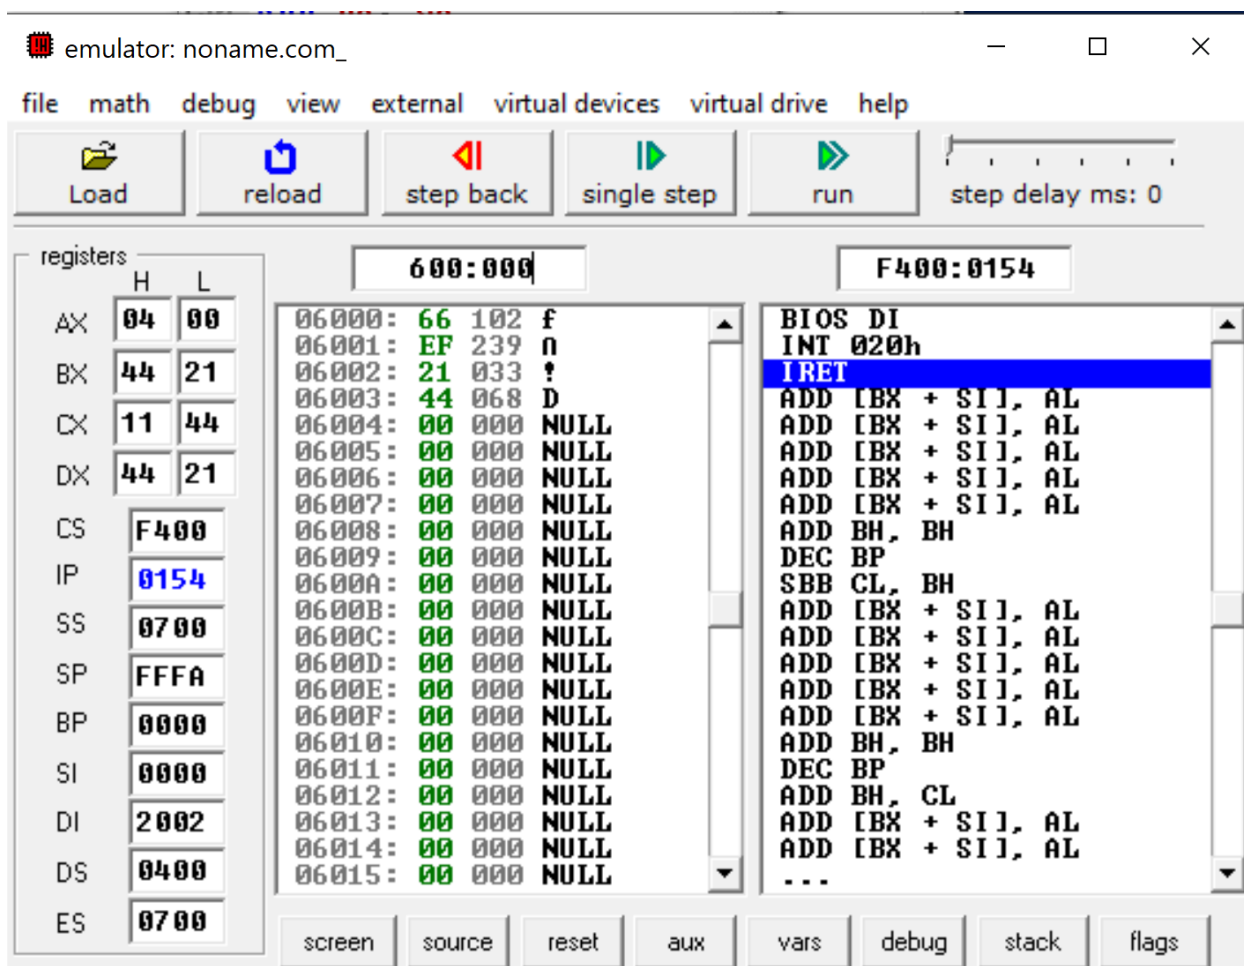 emulator: noname.com_
file math debug view external virtual devices virtual drive help
Load reload step back single step run step delay ms: 0
registers
H L
600:000
F400:0154
AX 04 00
BX 44 21
CX 11 44
DX 44 21
CS F400
IP 0154
SS 0700
SP FFFA
BP 0000
SI 0000
DI 2002
DS 0400
ES 0700
06000: 66 102 f
06001: EF 239 ∩
06002: 21 033 !
06003: 44 068 D
06004: 00 000 NULL
06005: 00 000 NULL
06006: 00 000 NULL
06007: 00 000 NULL
06008: 00 000 NULL
06009: 00 000 NULL
0600A: 00 000 NULL
0600B: 00 000 NULL
0600C: 00 000 NULL
0600D: 00 000 NULL
0600E: 00 000 NULL
0600F: 00 000 NULL
06010: 00 000 NULL
06011: 00 000 NULL
06012: 00 000 NULL
06013: 00 000 NULL
06014: 00 000 NULL
06015: 00 000 NULL
BIOS DI
INT 020h
IRET
ADD [BX + SI], AL
ADD [BX + SI], AL
ADD [BX + SI], AL
ADD [BX + SI], AL
ADD [BX + SI], AL
ADD BH, BH
DEC BP
SBB CL, BH
ADD [BX + SI], AL
ADD [BX + SI], AL
ADD [BX + SI], AL
ADD [BX + SI], AL
ADD [BX + SI], AL
ADD BH, BH
DEC BP
ADD BH, CL
ADD [BX + SI], AL
ADD [BX + SI], AL
...
screen source reset aux vars debug stack flags